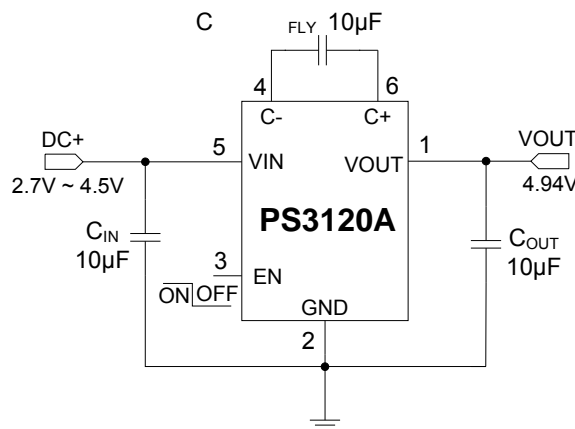 C FLY 10µF
4 6
C- C+
DC+ 5 VIN VOUT 1 VOUT
2.7V ~ 4.5V 4.94V
PS3120A
CIN
10µF
COUT
10µF
3 EN
ON OFF
GND
2